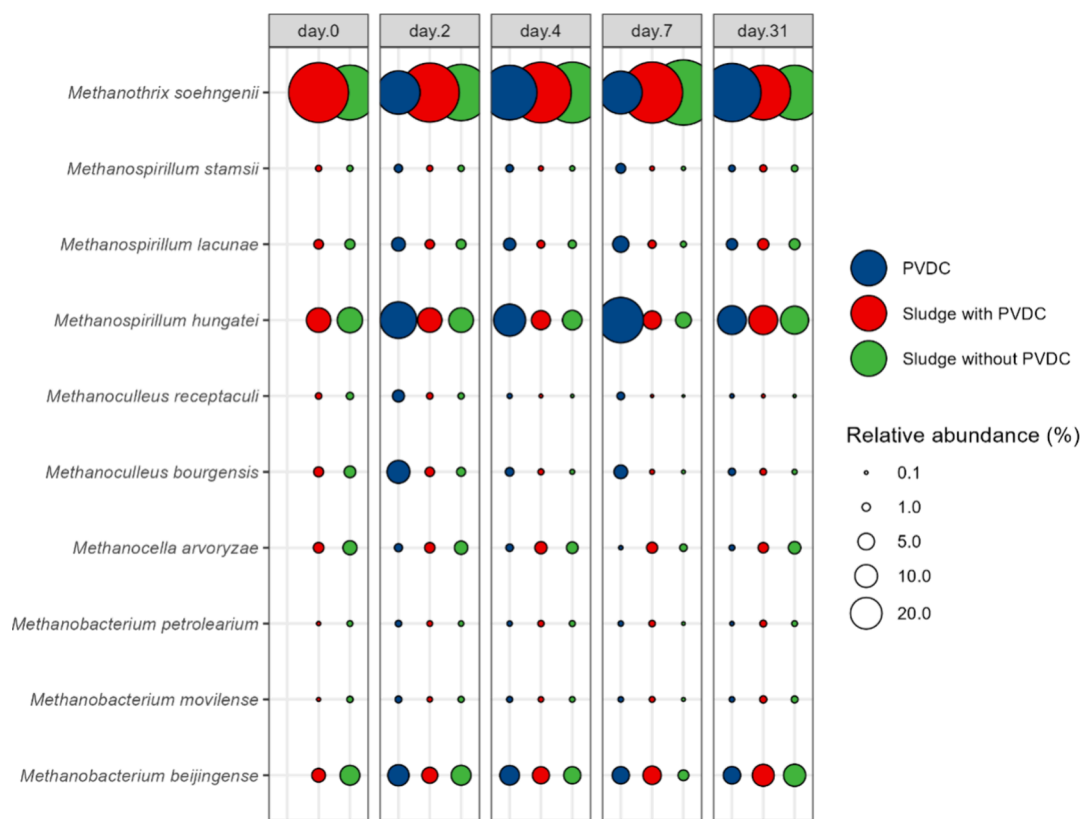 day.0 day.2 day.4 day.7 day.31
Methanothrix soehngenii
Methanospirillum stamsii
Methanospirillum lacunae
Methanospirillum hungatei
Methanoculleus receptaculi
Methanoculleus bourgensis
Methanocella arvoryzae
Methanobacterium petrolearium
Methanobacterium movilense
Methanobacterium beijingense
PVDC
Sludge with PVDC
Sludge without PVDC
Relative abundance (%)
0.1
1.0
5.0
10.0
20.0